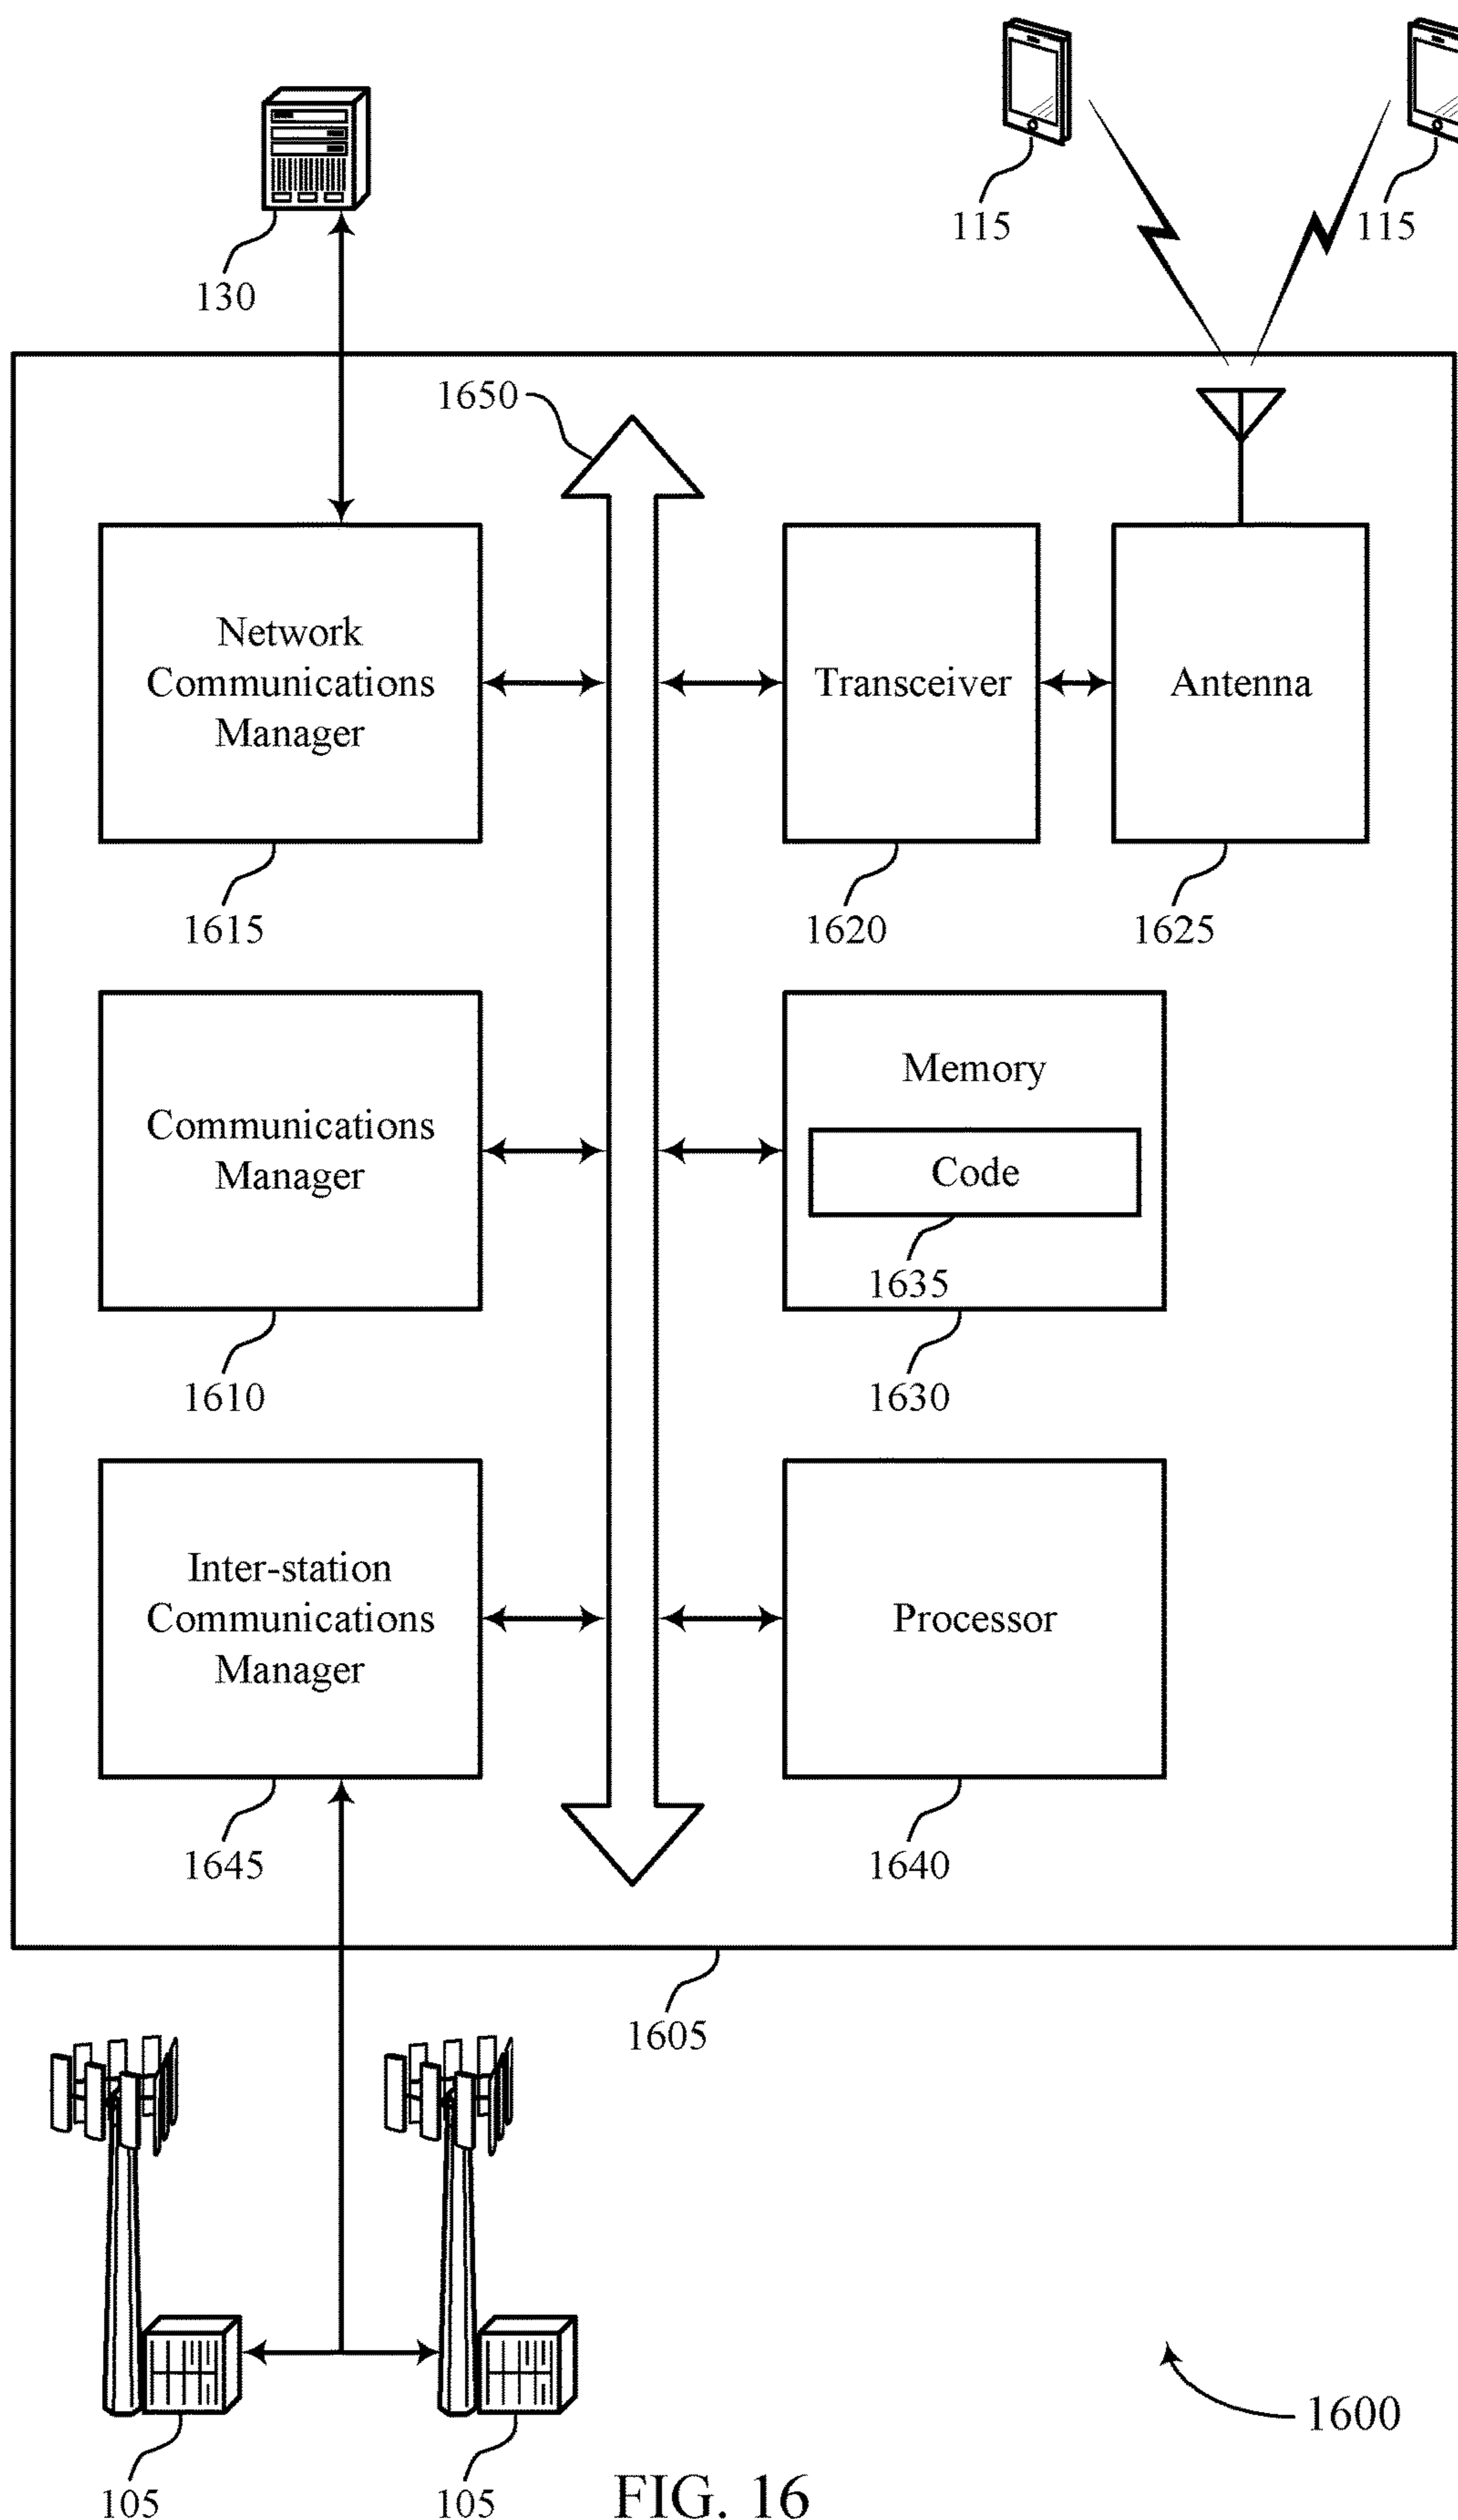 115
115
130
1650
Network
Communications
Manager
Transceiver
Antenna
1615
1620
1625
Communications
Manager
Memory
Code
1635
1610
1630
Inter-station
Communications
Manager
Processor
1645
1640
1605
105
105
1600
FIG. 16